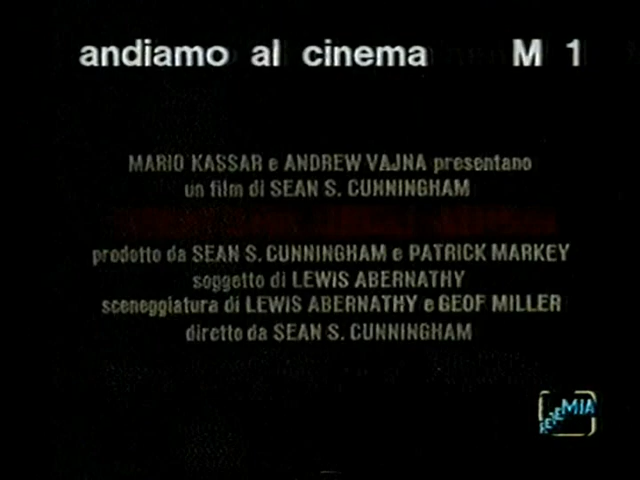 andiamo al cinema M 1
MARIO KASSAR e ANDREW VAJNA presentano
un film di SEAN S. CUNNINGHAM
prodotto da SEAN S. CUNNINGHAM e PATRICK MARKEY
soggetto di LEWIS ABERNATHY
sceneggiatura di LEWIS ABERNATHY e GEOF MILLER
diretto da SEAN S. CUNNINGHAM
RETEMIA